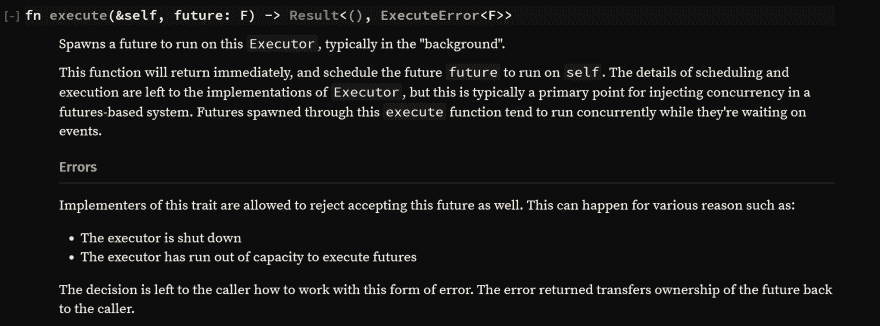 [-] fn execute(&self, future: F) -> Result<(), ExecuteError<F>>
Spawns a future to run on this Executor, typically in the "background".
This function will return immediately, and schedule the future future to run on self. The details of scheduling and
execution are left to the implementations of Executor, but this is typically a primary point for injecting concurrency in a
futures-based system. Futures spawned through this execute function tend to run concurrently while they're waiting on
events.
Errors
Implementers of this trait are allowed to reject accepting this future as well. This can happen for various reason such as:
• The executor is shut down
• The executor has run out of capacity to execute futures
The decision is left to the caller how to work with this form of error. The error returned transfers ownership of the future back
to the caller.